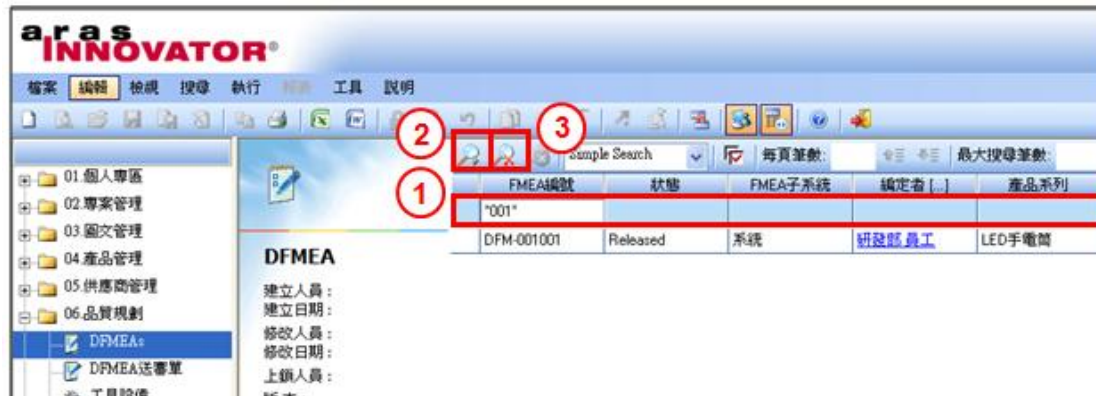 aras
INNOVATOR®
檔案 編輯 檢視 搜尋 執行 工具 說明
② ③
Simple Search 每頁筆數: 最大搜尋筆數:
①
FMEA編號 狀態 FMEA子系統 編定者 [...] 產品系列
"001"
DFM-001001 Released 系統 研發部 員工 LED手電筒
01.個人專區
02.專案管理
03.圖文管理
04.產品管理
05.供應商管理
06.品質規劃
DFMEAs
DFMEA送審單
工具設備
DFMEA
建立人員 :
建立日期 :
修改人員 :
修改日期 :
上鎖人員 :
版本